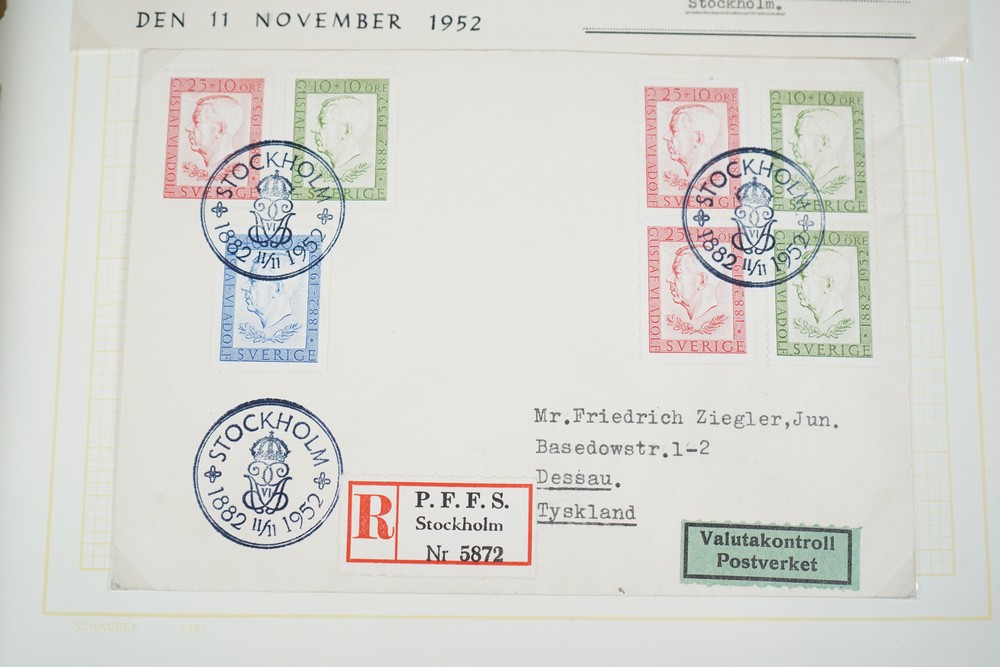 Stockholm.
DEN 11 NOVEMBER 1952
25+10 ÖRE
GUSTAF VI ADOLF
1882–1952
SVERIGE
10+10 ÖRE
GUSTAF VI ADOLF
1882–1952
SVERIGE
25+10 ÖRE
GUSTAF VI ADOLF
1882–1952
SVERIGE
10+10 ÖRE
GUSTAF VI ADOLF
1882–1952
SVERIGE
STOCKHOLM
VI
1882 11/11 1952
STOCKHOLM
VI
1882 11/11 1952
GUSTAF VI ADOLF
1882–1952
SVERIGE
25+10 ÖRE
GUSTAF VI ADOLF
1882–1952
SVERIGE
10+10 ÖRE
GUSTAF VI ADOLF
1882–1952
SVERIGE
STOCKHOLM
VI
1882 11/11 1952
Mr.Friedrich Ziegler,Jun.
Basedowstr.1-2
Dessau.
Tyskland
R
P.F.F.S.
Stockholm
Nr 5872
Valutakontroll
Postverket
SCHAUBEK